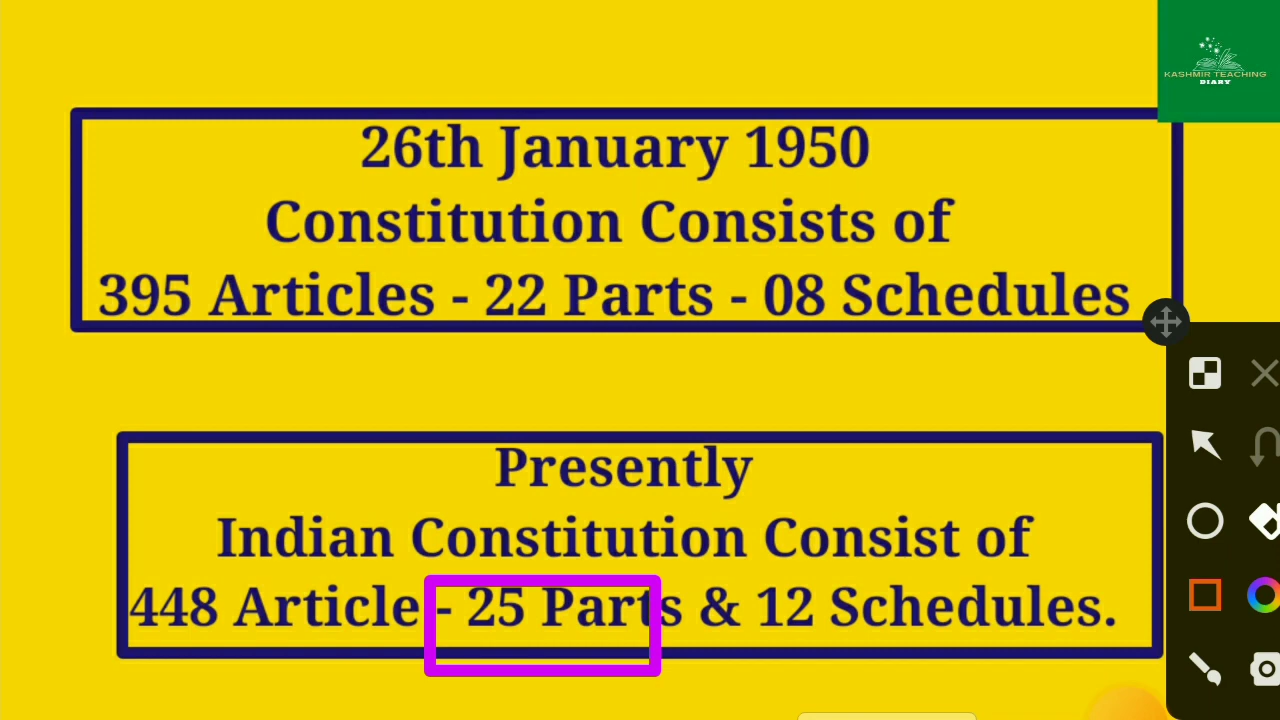 KASHMIR TEACHING
DIARY
26th January 1950
Constitution Consists of
395 Articles - 22 Parts - 08 Schedules
Presently
Indian Constitution Consist of
448 Article - 25 Parts & 12 Schedules.